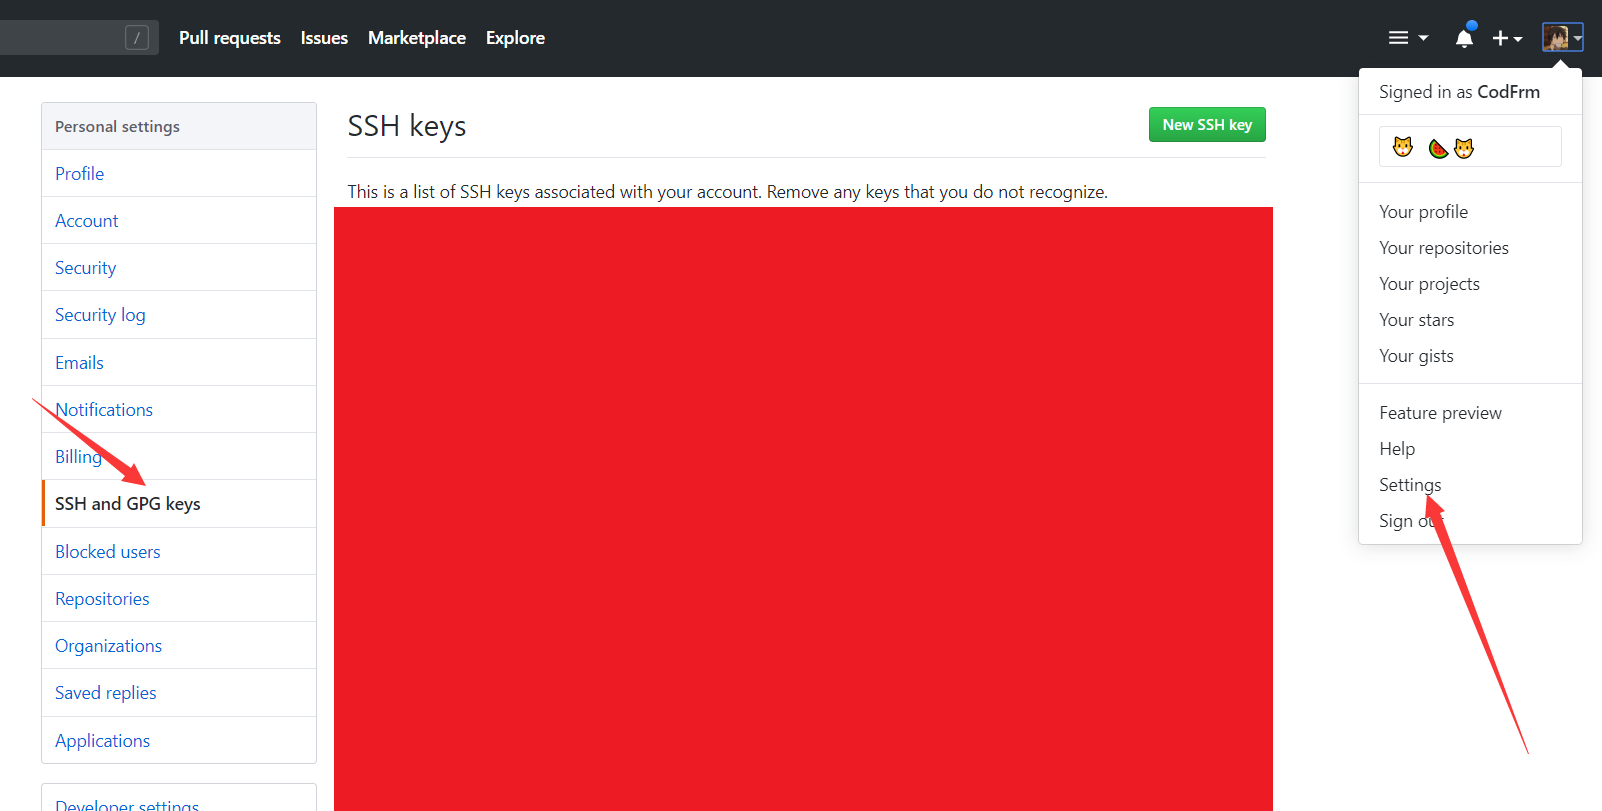 /
Pull requests Issues Marketplace Explore
Signed in as CodFrm
Your profile
Your repositories
Your projects
Your stars
Your gists
Feature preview
Help
Settings
Sign out
Personal settings
Profile
Account
Security
Security log
Emails
Notifications
Billing
SSH and GPG keys
Blocked users
Repositories
Organizations
Saved replies
Applications
Developer settings
SSH keys
New SSH key
This is a list of SSH keys associated with your account. Remove any keys that you do not recognize.